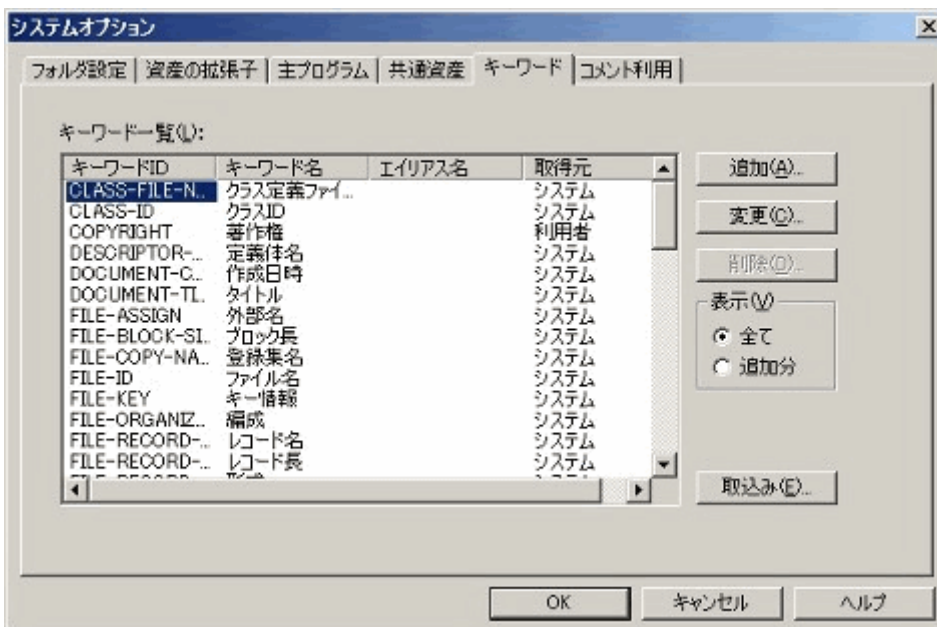 システムオプション
フォルダ設定 資産の拡張子 主プログラム 共通資産 キーワード コメント利用
キーワード一覧(L):
キーワードID キーワード名 エイリアス名 取得元
CLASS-FILE-N... クラス定義ファイ... システム
CLASS-ID クラスID システム
COPYRIGHT 著作権 利用者
DESCRIPTOR-... 定義体名 システム
DOCUMENT-C... 作成日時 システム
DOCUMENT-TI... タイトル システム
FILE-ASSIGN 外部名 システム
FILE-BLOCK-SI... ブロック長 システム
FILE-COPY-NA... 登録集名 システム
FILE-ID ファイル名 システム
FILE-KEY キー情報 システム
FILE-ORGANIZ... 編成 システム
FILE-RECORD-... レコード名 システム
FILE-RECORD-... レコード長 システム
追加(A)...
変更(C)...
削除(D)...
表示(V)
全て
追加分
取込み(E)...
OK キャンセル ヘルプ